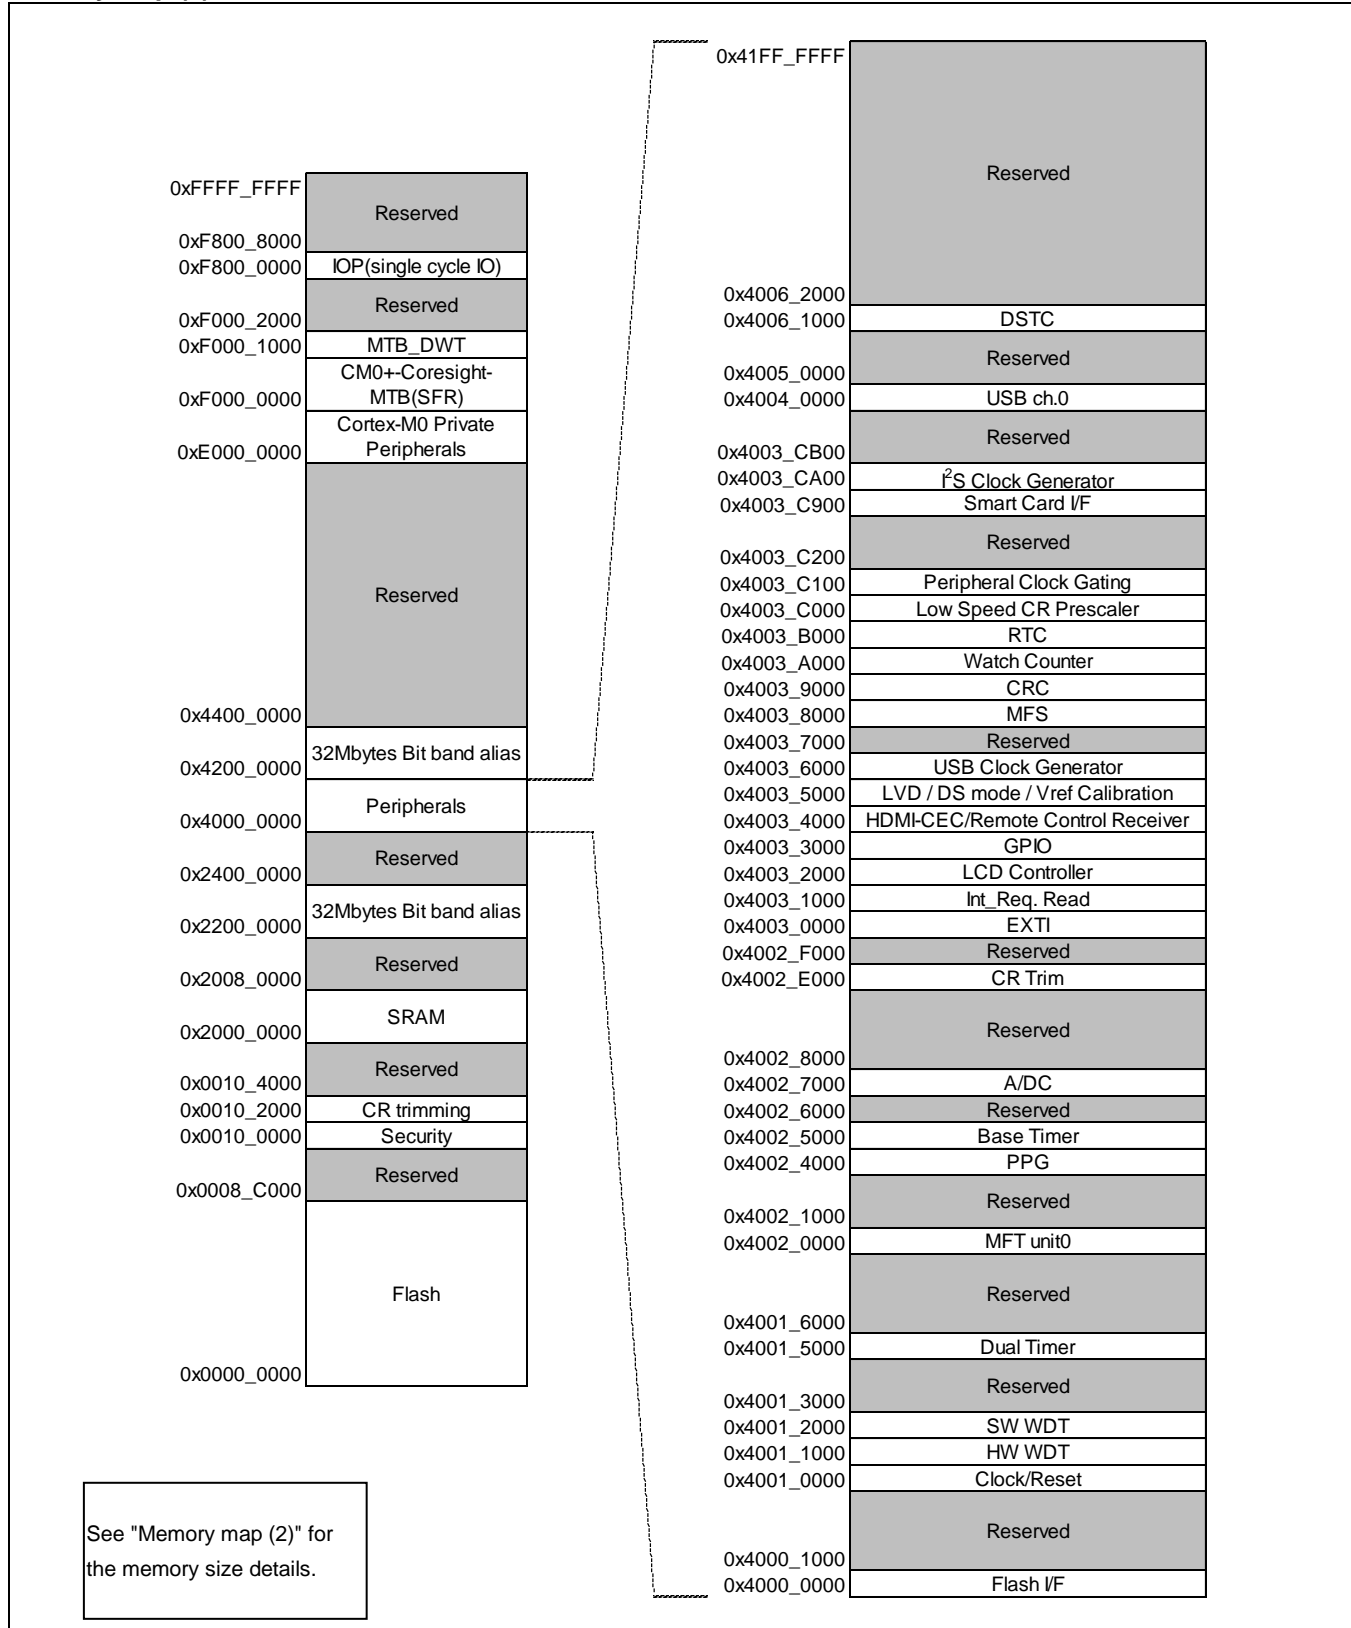 0xFFFF_FFFF
Reserved
0xF800_8000
0xF800_0000 IOP(single cycle IO)
Reserved
0xF000_2000
0xF000_1000 MTB_DWT
CM0+-Coresight-
0xF000_0000 MTB(SFR)
Cortex-M0 Private
0xE000_0000 Peripherals
Reserved
0x4400_0000
32Mbytes Bit band alias
0x4200_0000
Peripherals
0x4000_0000
Reserved
0x2400_0000
32Mbytes Bit band alias
0x2200_0000
Reserved
0x2008_0000
SRAM
0x2000_0000
Reserved
0x0010_4000
0x0010_2000 CR trimming
0x0010_0000 Security
Reserved
0x0008_C000
Flash
0x0000_0000
See "Memory map (2)" for
the memory size details.
0x41FF_FFFF
Reserved
0x4006_2000
0x4006_1000 DSTC
Reserved
0x4005_0000
0x4004_0000 USB ch.0
Reserved
0x4003_CB00
0x4003_CA00 I²S Clock Generator
0x4003_C900 Smart Card I/F
Reserved
0x4003_C200
0x4003_C100 Peripheral Clock Gating
0x4003_C000 Low Speed CR Prescaler
0x4003_B000 RTC
0x4003_A000 Watch Counter
0x4003_9000 CRC
0x4003_8000 MFS
0x4003_7000 Reserved
0x4003_6000 USB Clock Generator
0x4003_5000 LVD / DS mode / Vref Calibration
0x4003_4000 HDMI-CEC/Remote Control Receiver
0x4003_3000 GPIO
0x4003_2000 LCD Controller
0x4003_1000 Int_Req. Read
0x4003_0000 EXTI
0x4002_F000 Reserved
0x4002_E000 CR Trim
Reserved
0x4002_8000
0x4002_7000 A/DC
0x4002_6000 Reserved
0x4002_5000 Base Timer
0x4002_4000 PPG
Reserved
0x4002_1000
0x4002_0000 MFT unit0
Reserved
0x4001_6000
0x4001_5000 Dual Timer
Reserved
0x4001_3000
0x4001_2000 SW WDT
0x4001_1000 HW WDT
0x4001_0000 Clock/Reset
Reserved
0x4000_1000
0x4000_0000 Flash I/F